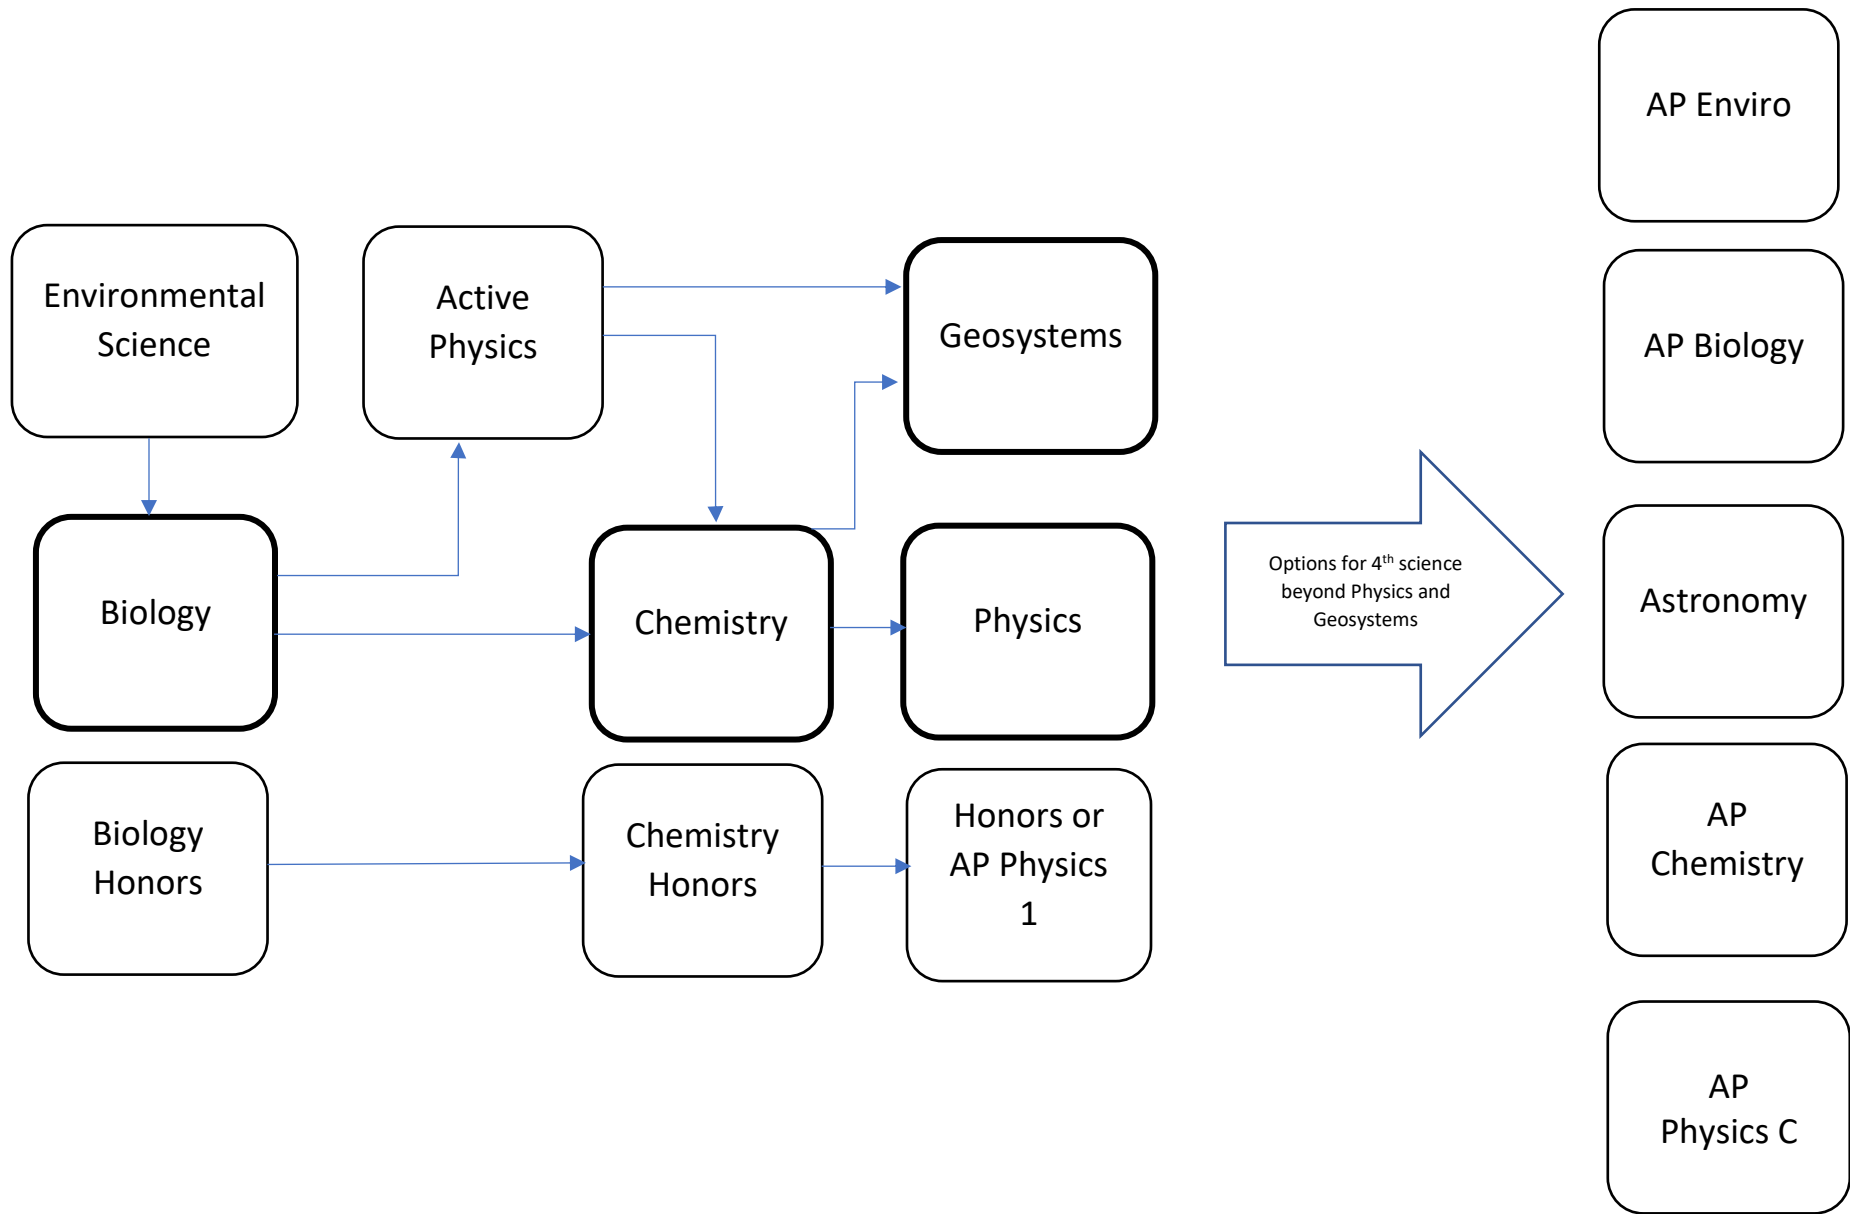 Environmental
Science
Active
Physics
Geosystems
Biology
Chemistry
Physics
Biology
Honors
Chemistry
Honors
Honors or
AP Physics
1
Options for 4th science
beyond Physics and
Geosystems
AP Enviro
AP Biology
Astronomy
AP
Chemistry
AP
Physics C